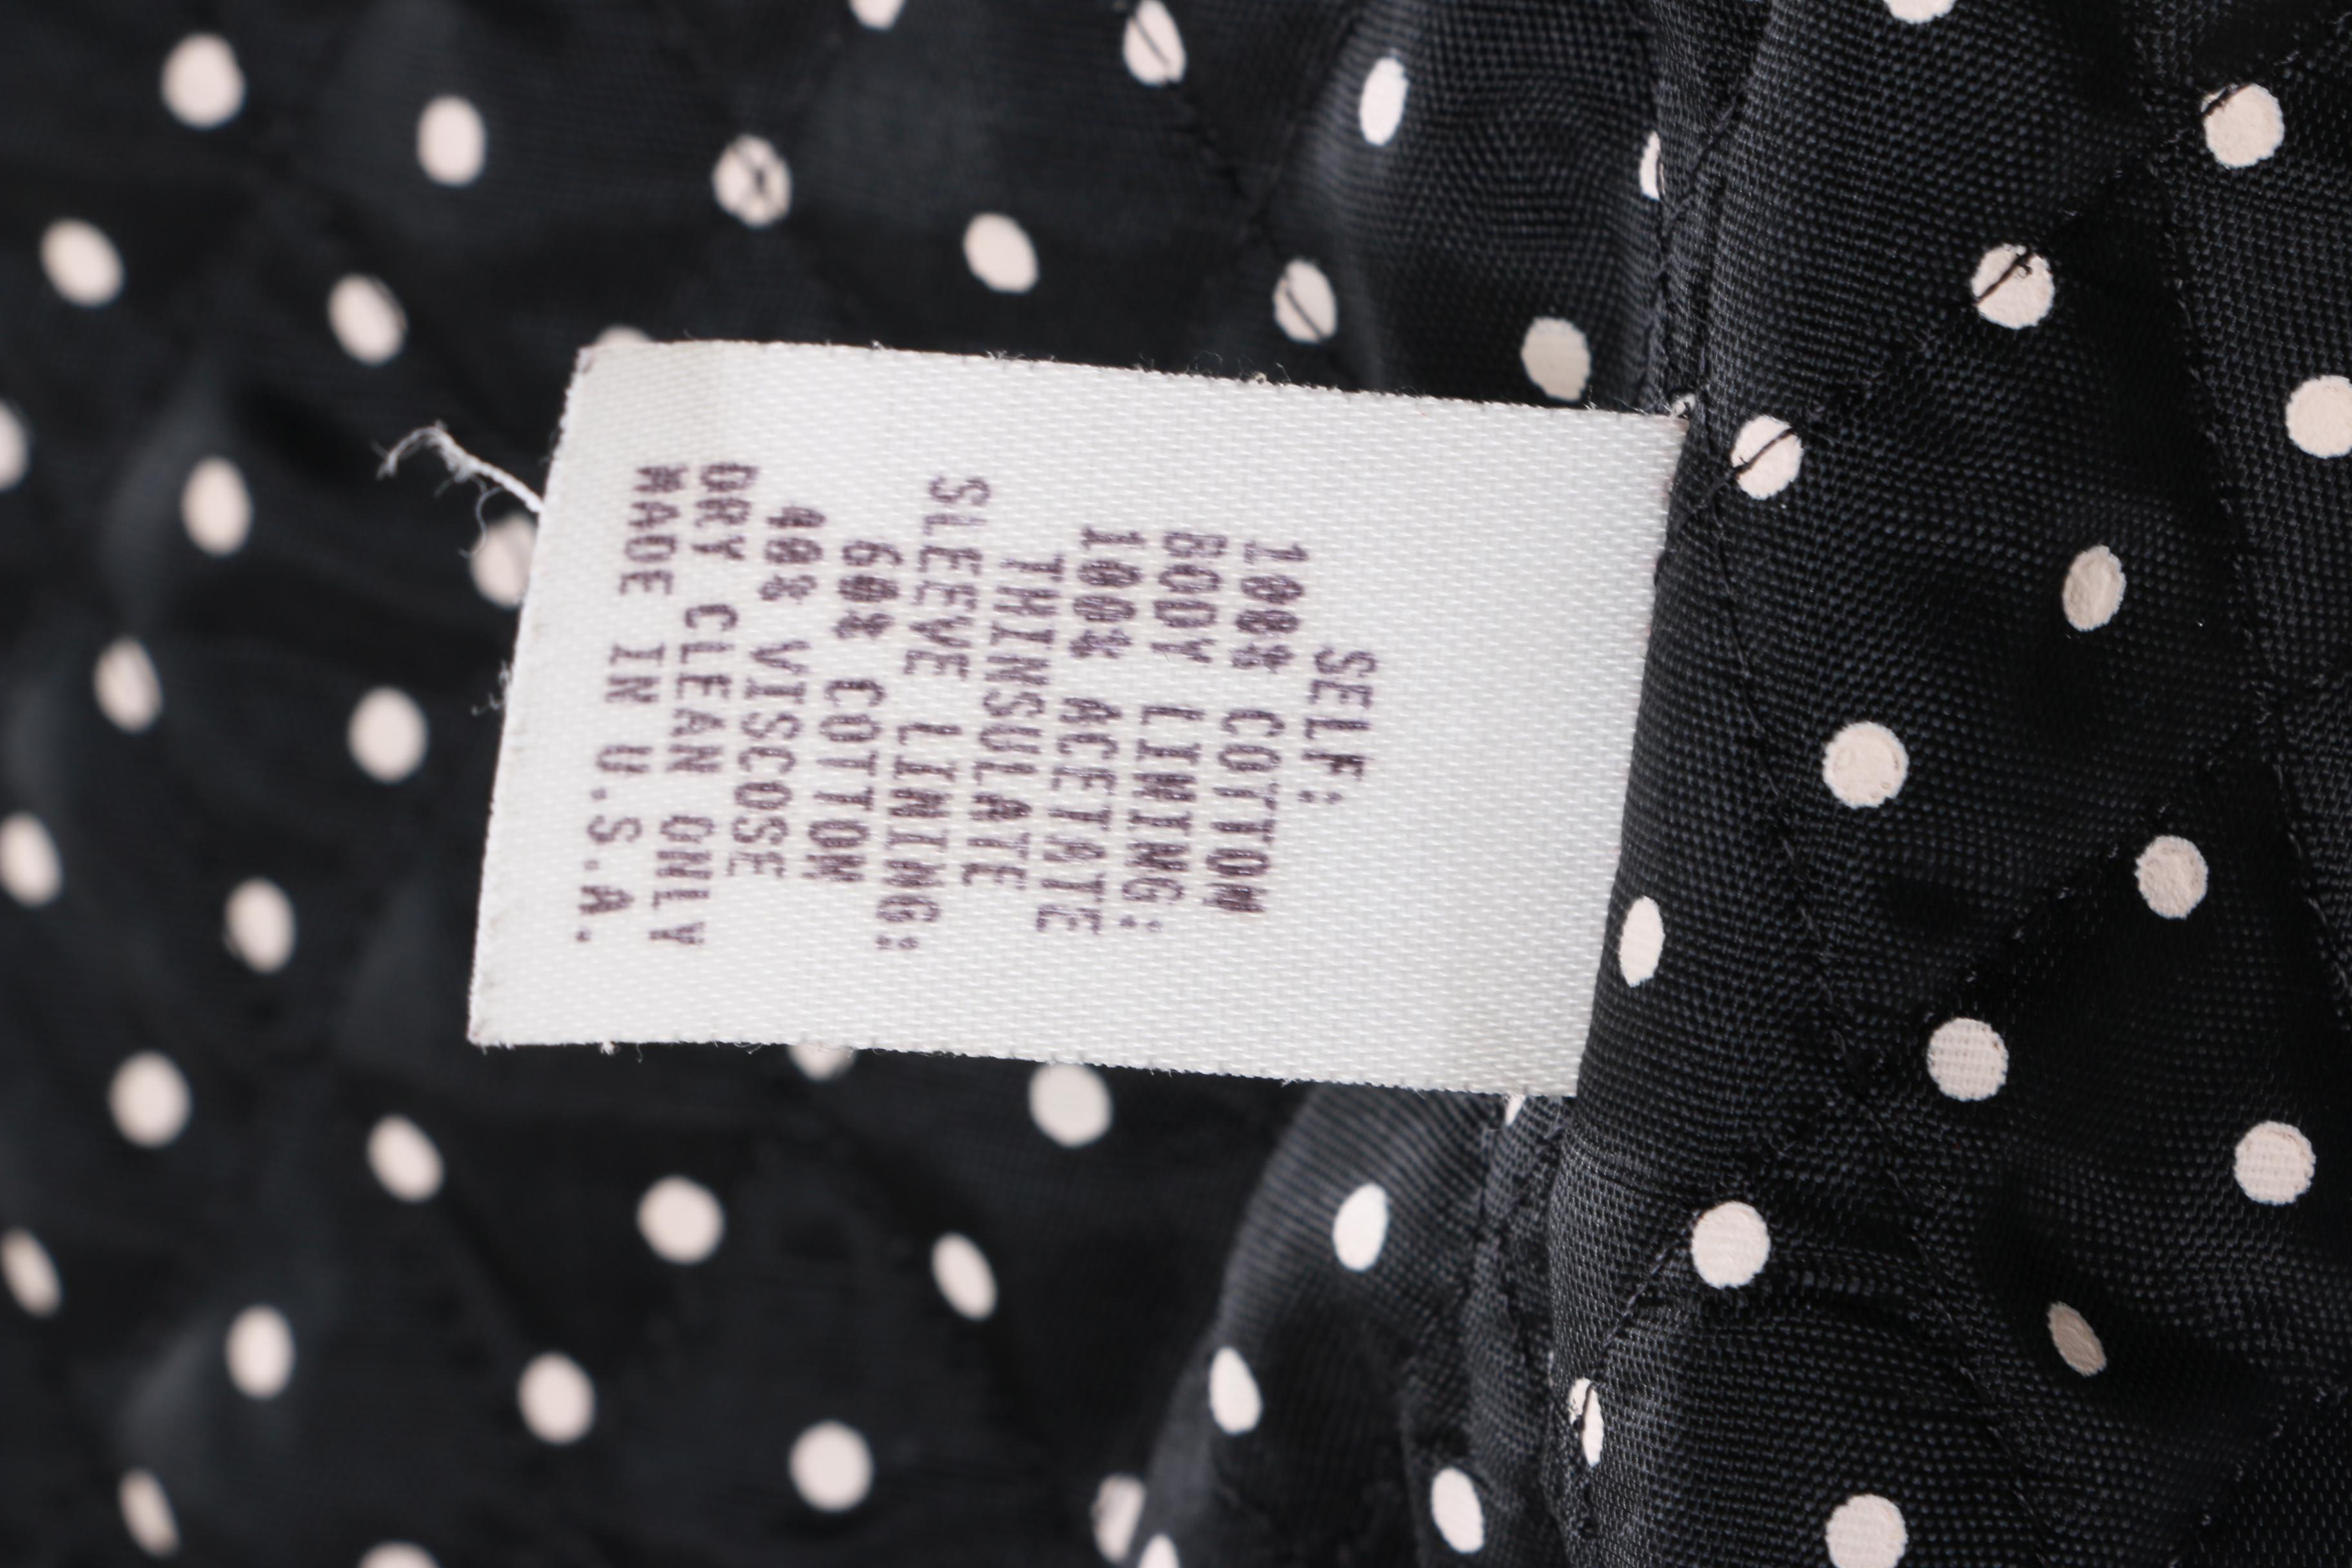 SELF:
100% COTTON
BODY LINING:
100% ACETATE
THINSULATE
SLEEVE LINING:
60% COTTON
40% VISCOSE
DRY CLEAN ONLY
MADE IN U.S.A.